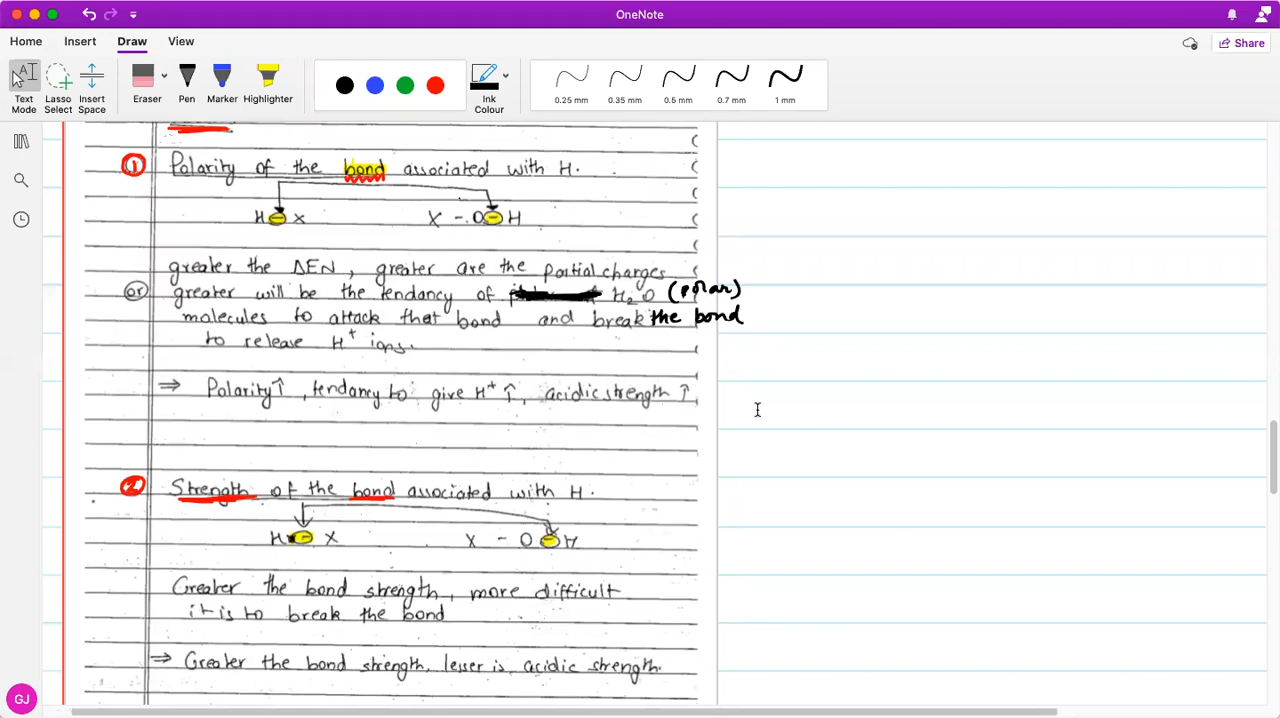 OneNote
Home Insert Draw View
Share
Text Mode
Lasso Select
Insert Space
Eraser
Pen
Marker
Highlighter
Ink Colour
0.25 mm 0.35 mm 0.5 mm 0.7 mm 1 mm
① Polarity of the bond associated with H.
H - X X - O - H
greater the ΔEN, greater are the partial changes
(or) greater will be the tendancy of H2O (polar)
molecules to attack that bond and break the bond
to release H+ ions.
⇒ Polarity↑, tendancy to give H+ ↑, acidic strength ↑
② Strength of the bond associated with H.
H - X X - O - H
Greater the bond strength, more difficult
it is to break the bond
⇒ Greater the bond strength, lesser is, acidic strength.
GJ